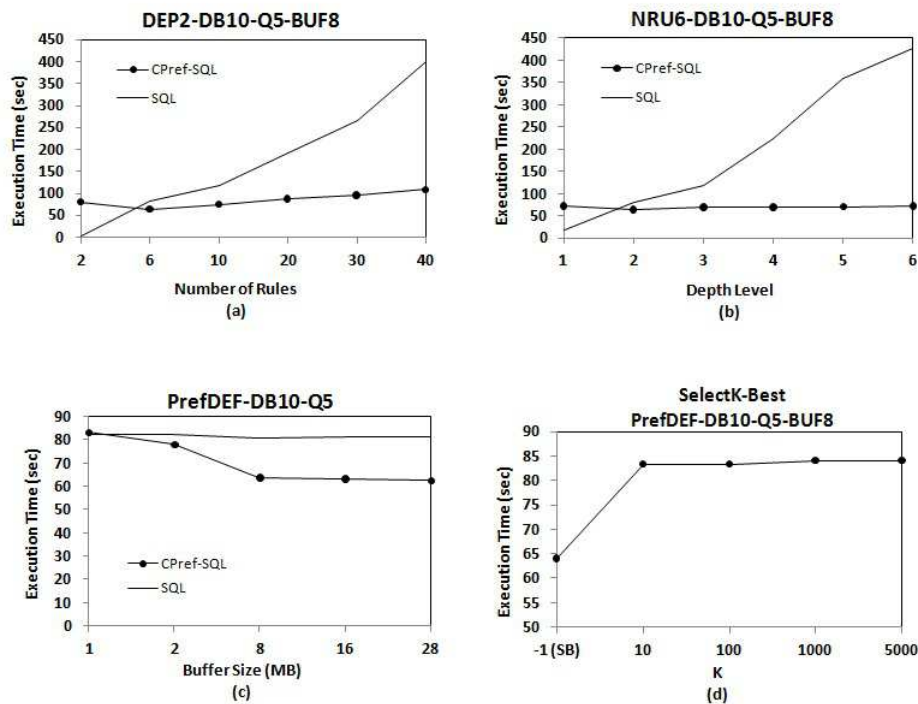 DEP2-DB10-Q5-BUF8
450
400
350
300
250
200
150
100
50
0
Execution Time (sec)
CPref-SQL
SQL
2 6 10 20 30 40
Number of Rules
(a)
NRU6-DB10-Q5-BUF8
450
400
350
300
250
200
150
100
50
0
Execution Time (sec)
CPref-SQL
SQL
1 2 3 4 5 6
Depth Level
(b)
PrefDEF-DB10-Q5
90
80
70
60
50
40
30
20
10
0
Execution Time (sec)
CPref-SQL
SQL
1 2 8 16 28
Buffer Size (MB)
(c)
SelectK-Best
PrefDEF-DB10-Q5-BUF8
90
85
80
75
70
65
60
55
50
Execution Time (sec)
-1 (SB) 10 100 1000 5000
K
(d)